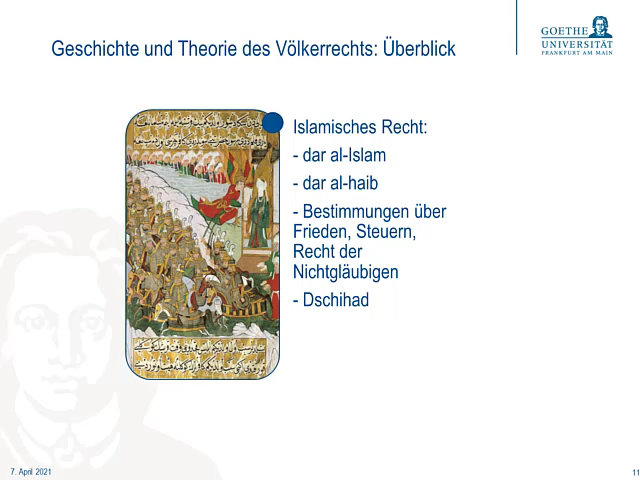 Geschichte und Theorie des Völkerrechts: Überblick
GOETHE
UNIVERSITÄT
FRANKFURT AM MAIN
Islamisches Recht:
- dar al-Islam
- dar al-haib
- Bestimmungen über
Frieden, Steuern,
Recht der
Nichtgläubigen
- Dschihad
7. April 2021
11